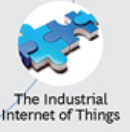 The Industrial
Internet of Things